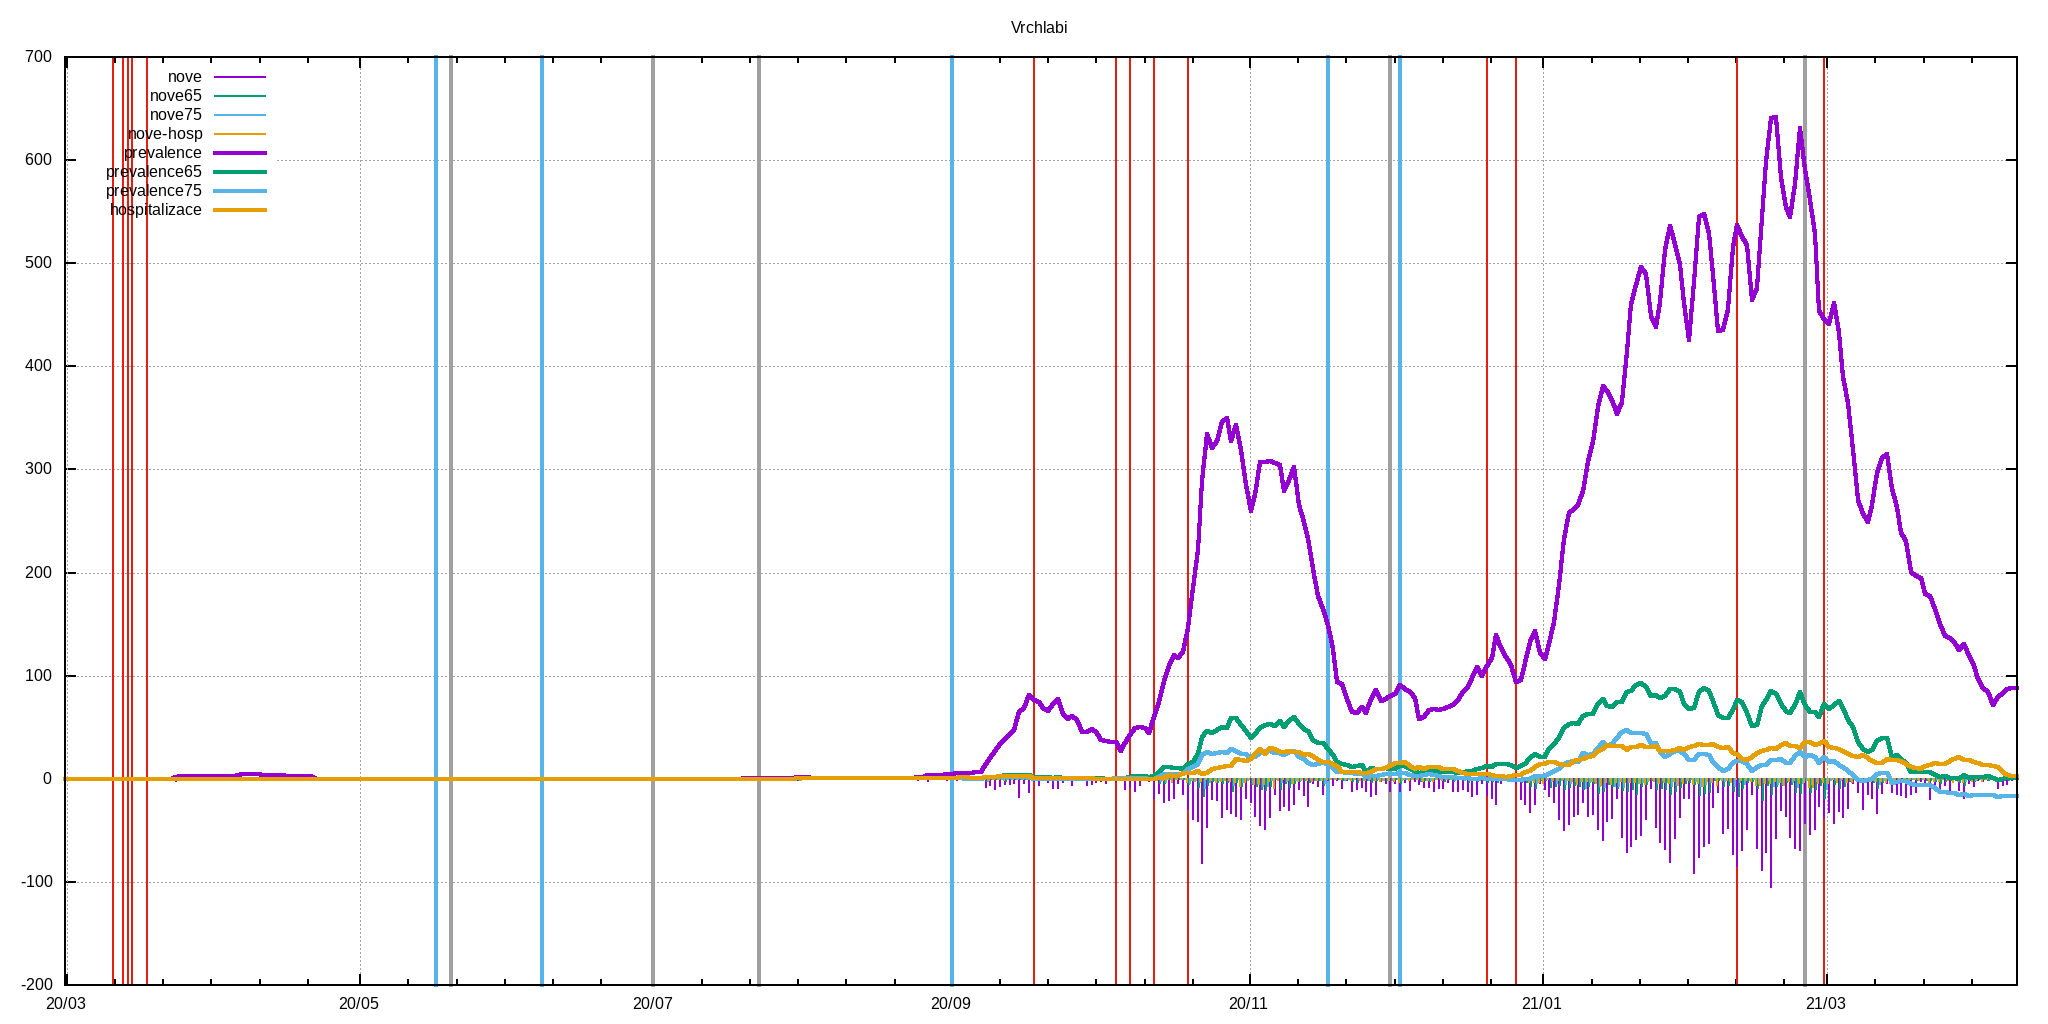 Vrchlabi
700
600
500
400
300
200
100
0
-100
-200
nove
nove65
nove75
nove-hosp
prevalence
prevalence65
prevalence75
hospitalizace
20/03 20/05 20/07 20/09 20/11 21/01 21/03